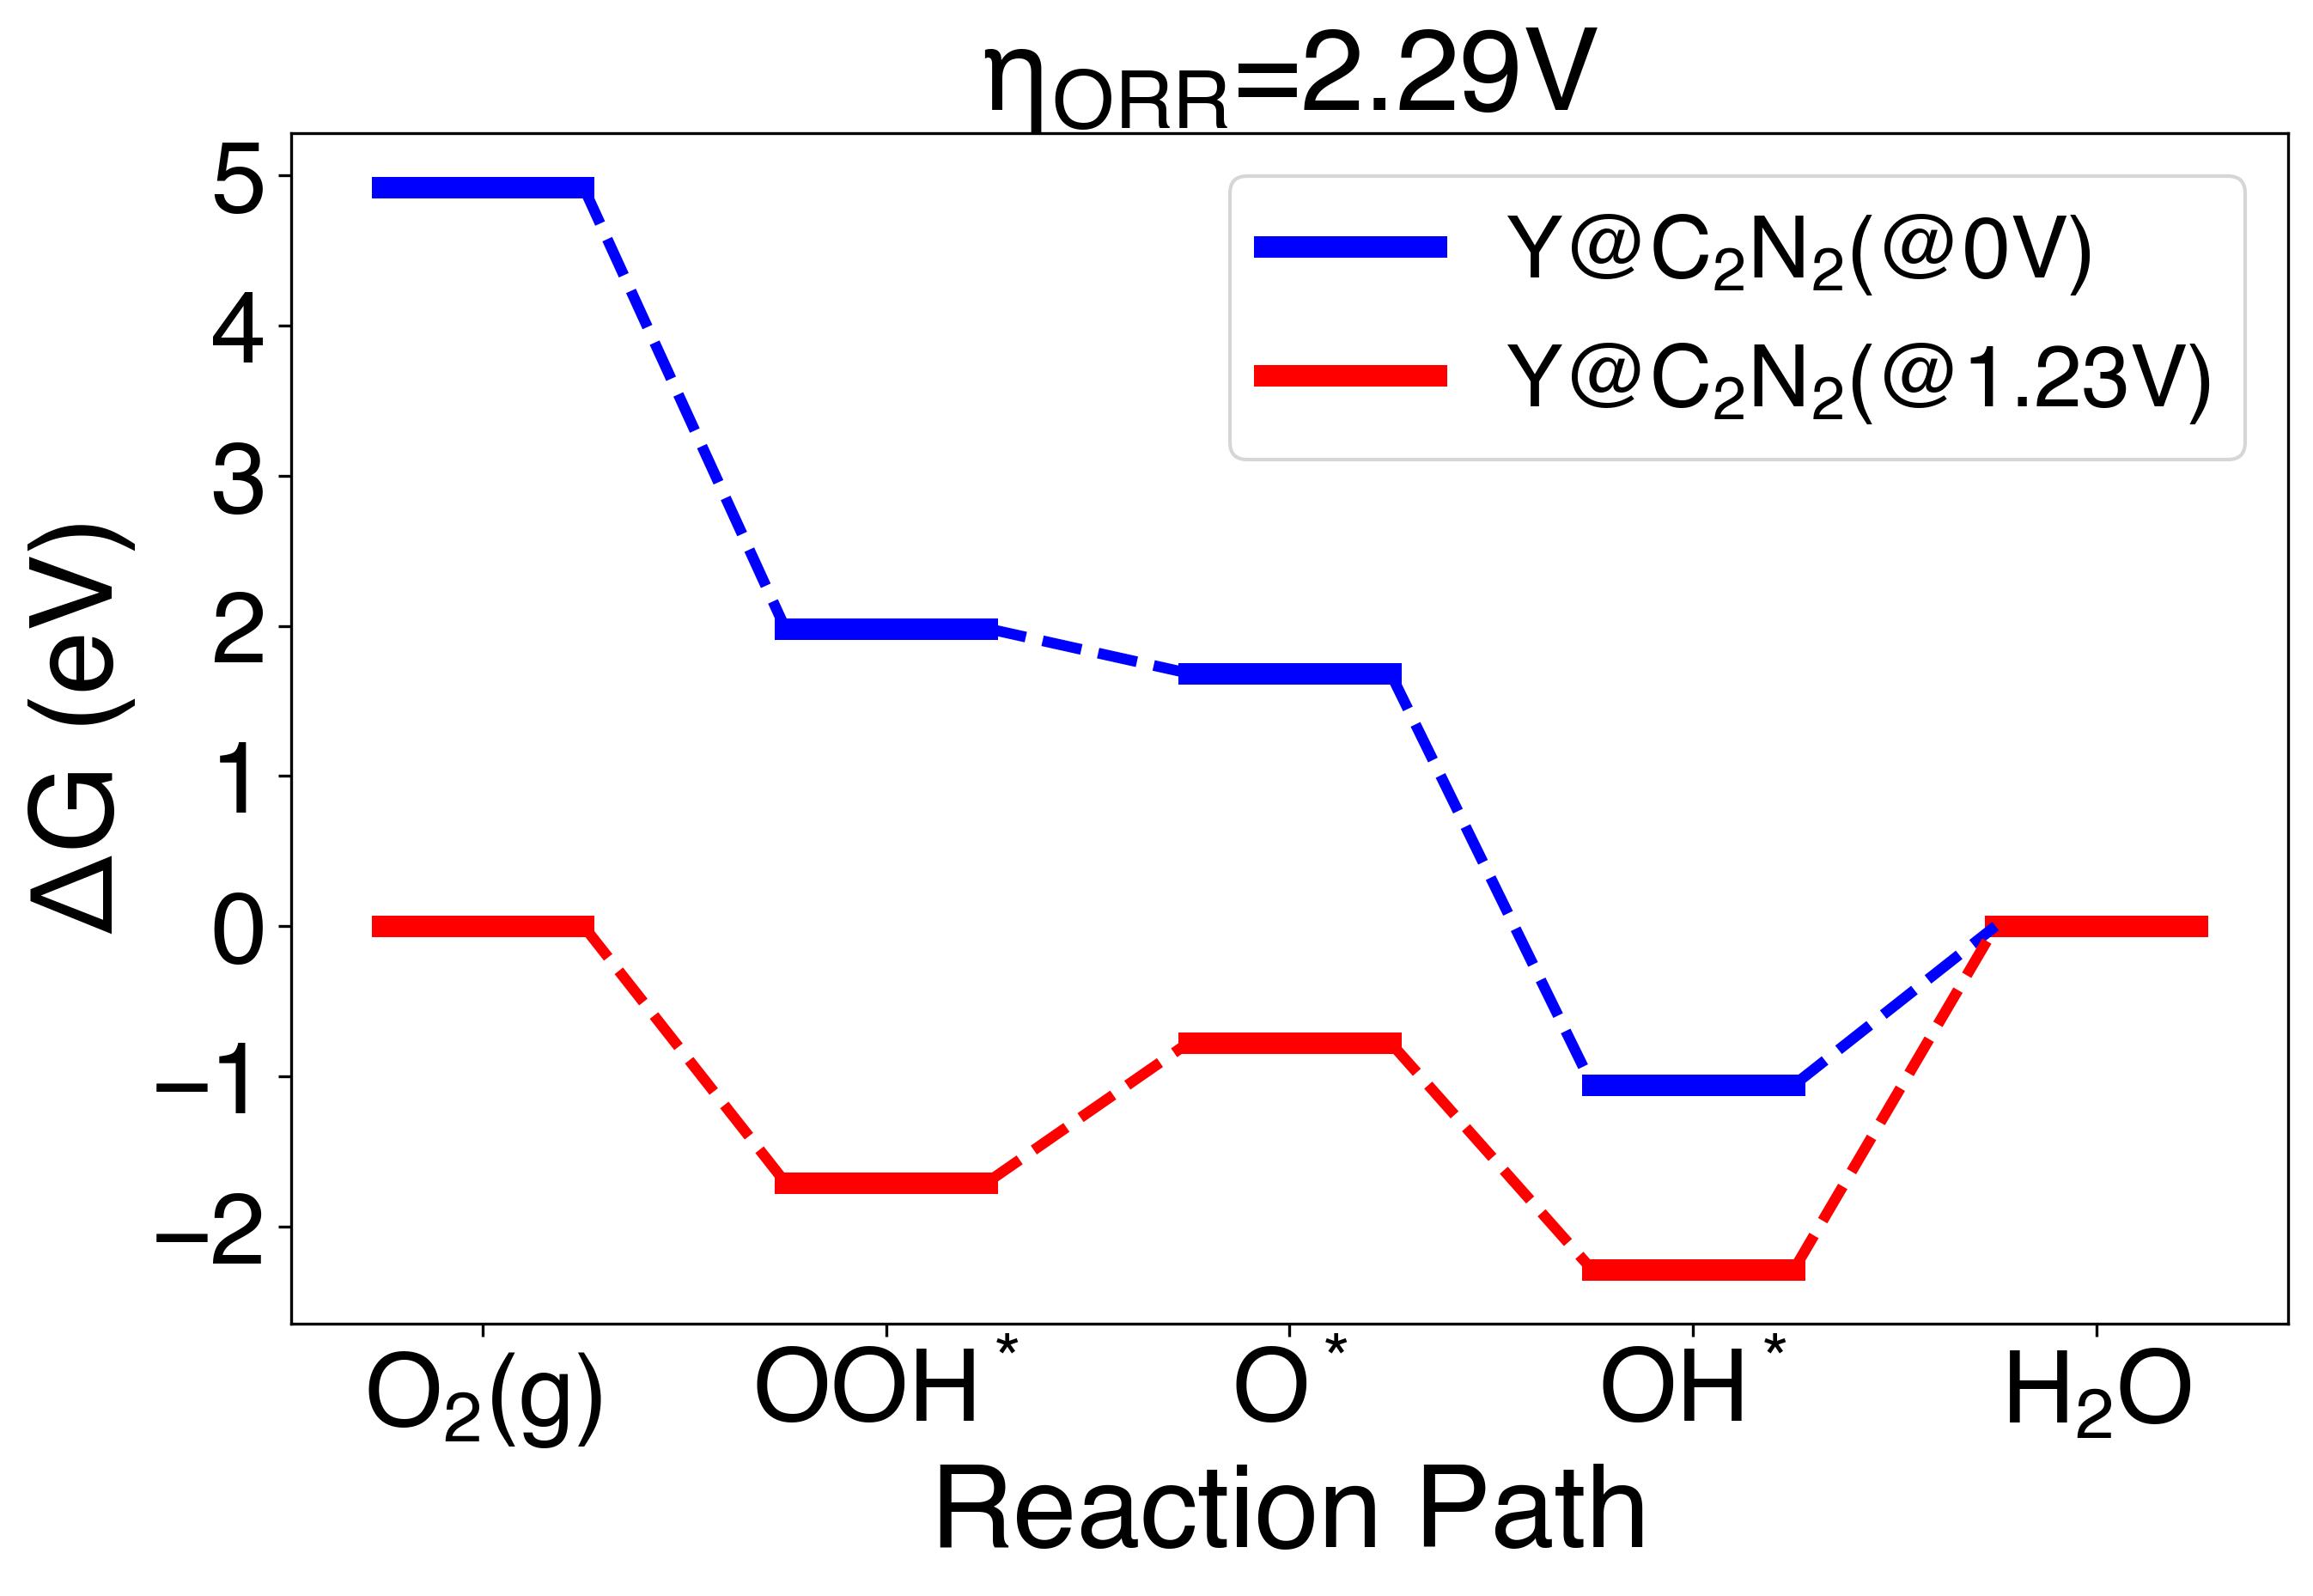 η_ORR=2.29V
Y@C₂N₂(@0V)
Y@C₂N₂(@1.23V)
ΔG (eV)
5
4
3
2
1
0
−1
−2
O₂(g) OOH* O* OH* H₂O
Reaction Path